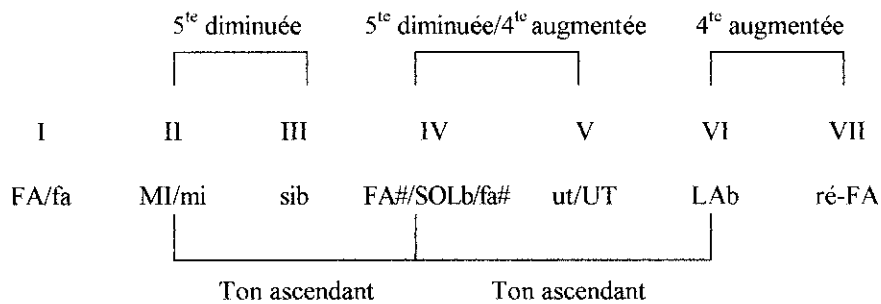 5te diminuée 5te diminuée/4te augmentée 4te augmentée
I II III IV V VI VII
FA/fa MI/mi sib FA#/SOLb/fa# ut/UT LAb ré-FA
Ton ascendant Ton ascendant